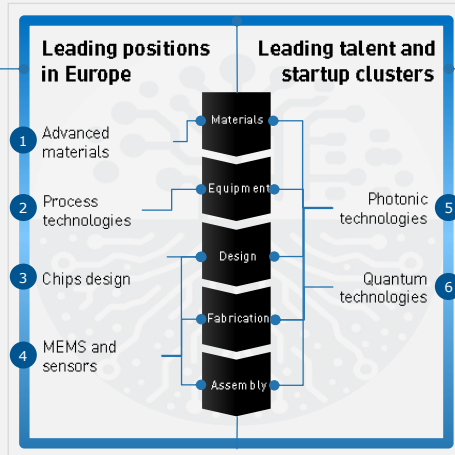 Leading positions
in Europe
Leading talent and
startup clusters
Materials
1
Advanced
materials
Equipment
2
Process
technologies
Photonic
technologies
5
Design
3
Chips design
Quantum
technologies
6
Fabrication
4
MEMS and
sensors
Assembly